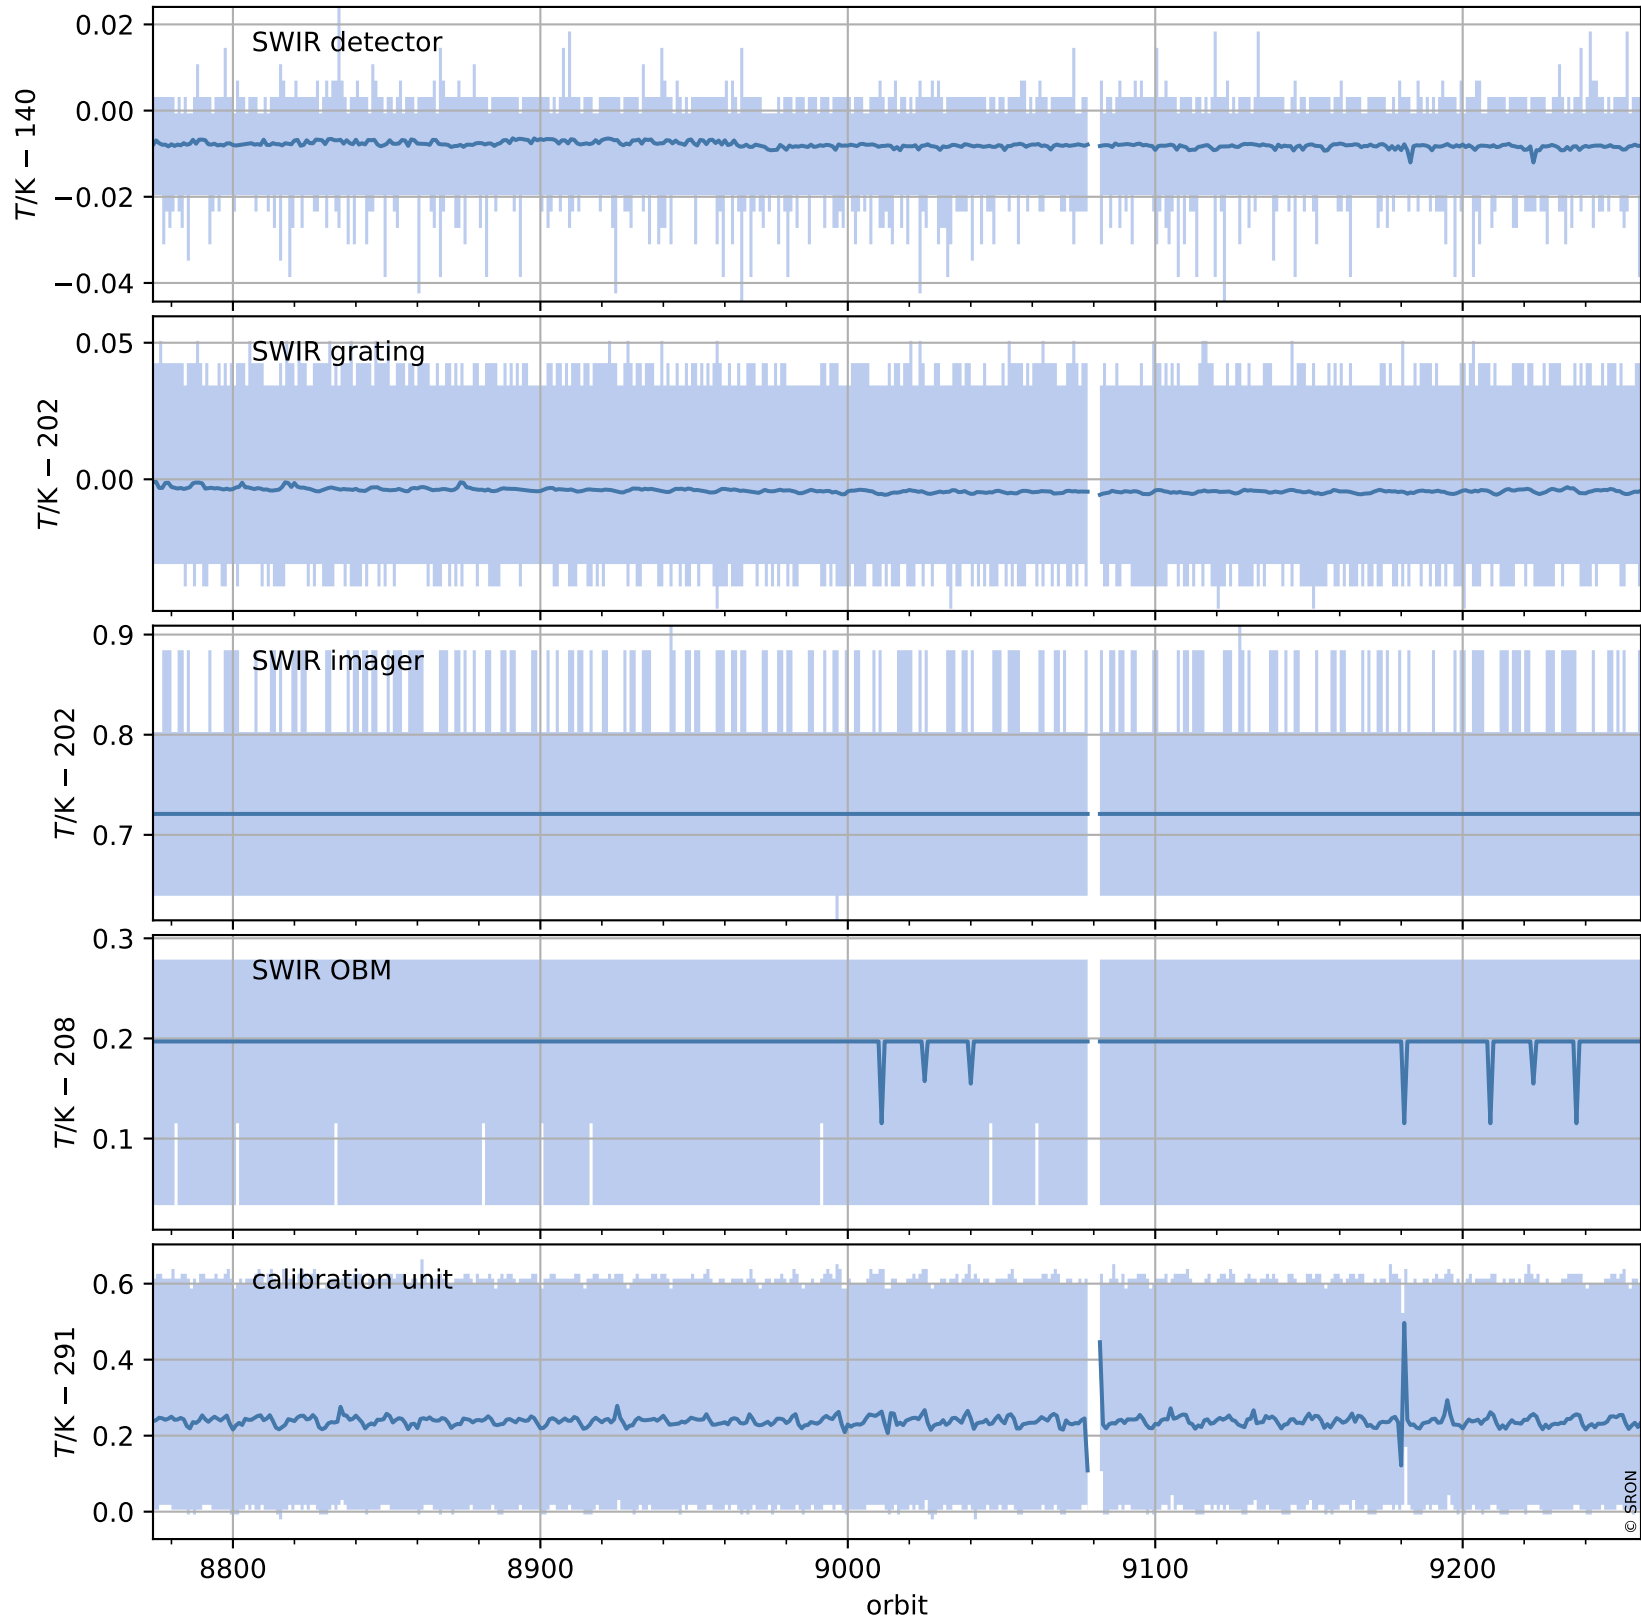 SWIR detector
0.02
0.00
−0.02
−0.04
T/K − 140
SWIR grating
0.05
0.00
T/K − 202
SWIR imager
0.9
0.8
0.7
T/K − 202
SWIR OBM
0.3
0.2
0.1
T/K − 208
calibration unit
0.6
0.4
0.2
0.0
T/K − 291
© SRON
8800 8900 9000 9100 9200
orbit